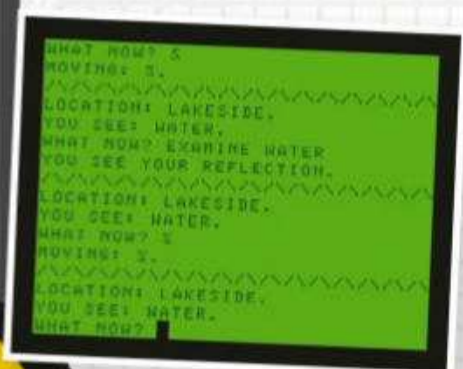 WHAT NOW? S
MOVING: S.
/\/\/\/\/\/\/\/\/\/\/\/\/\/\/\/\
LOCATION: LAKESIDE.
YOU SEE: WATER.
WHAT NOW? EXAMINE WATER
YOU SEE YOUR REFLECTION.
/\/\/\/\/\/\/\/\/\/\/\/\/\/\/\/\
LOCATION: LAKESIDE.
YOU SEE: WATER.
WHAT NOW? S
MOVING: S.
/\/\/\/\/\/\/\/\/\/\/\/\/\/\/\/\
LOCATION: LAKESIDE.
YOU SEE: WATER.
WHAT NOW?